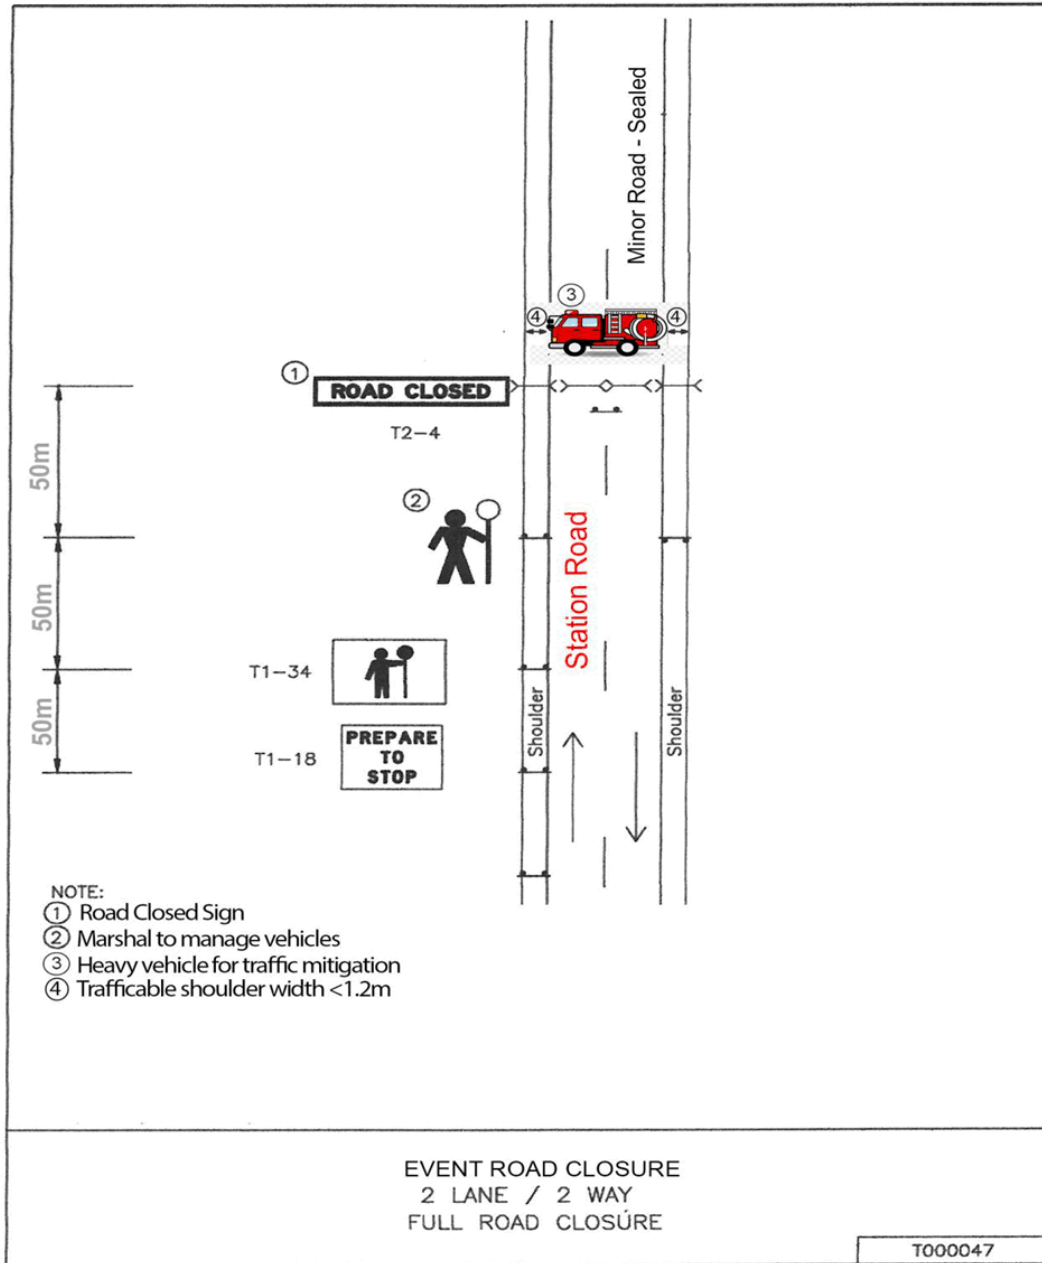 Minor Road - Sealed
③
④
④
①
ROAD CLOSED
T2-4
50m
②
Station Road
50m
T1-34
50m
Shoulder
Shoulder
T1-18
PREPARE
TO
STOP
NOTE:
① Road Closed Sign
② Marshal to manage vehicles
③ Heavy vehicle for traffic mitigation
④ Trafficable shoulder width <1.2m
EVENT ROAD CLOSURE
2 LANE / 2 WAY
FULL ROAD CLOSÚRE
T000047